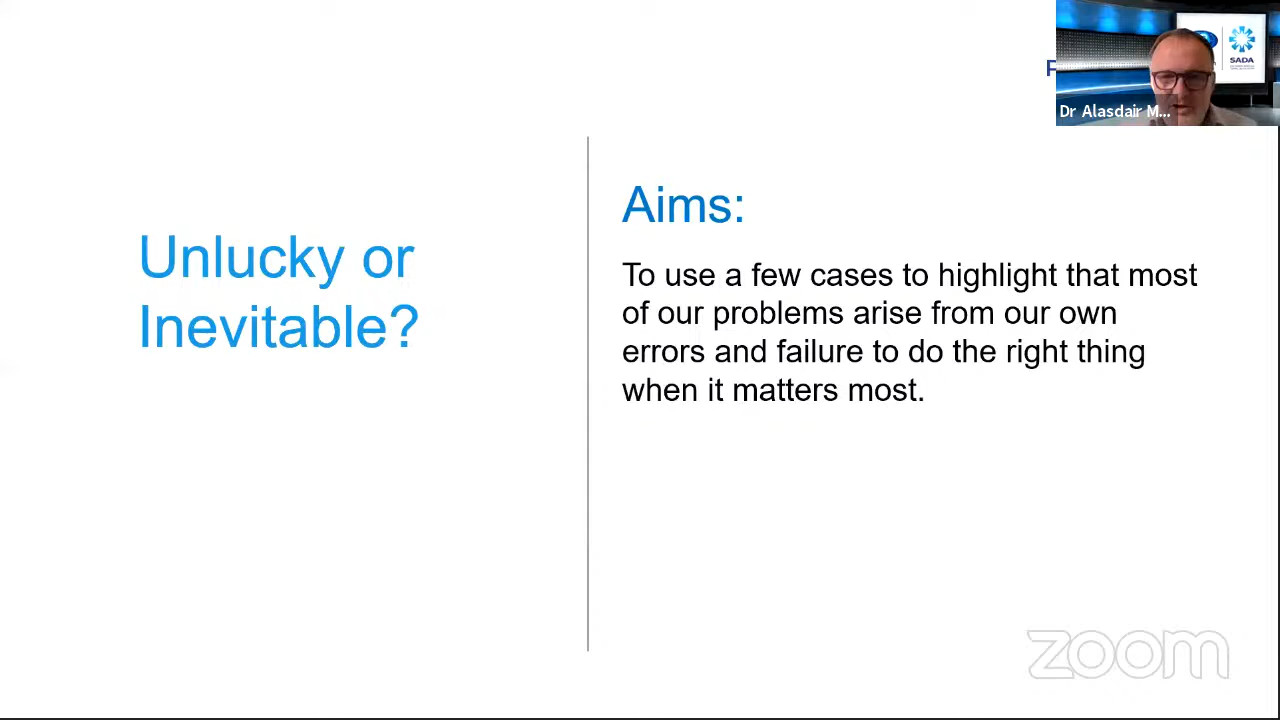 SADA
Dr Alasdair M...
Unlucky or
Inevitable?
Aims:
To use a few cases to highlight that most
of our problems arise from our own
errors and failure to do the right thing
when it matters most.
zoom